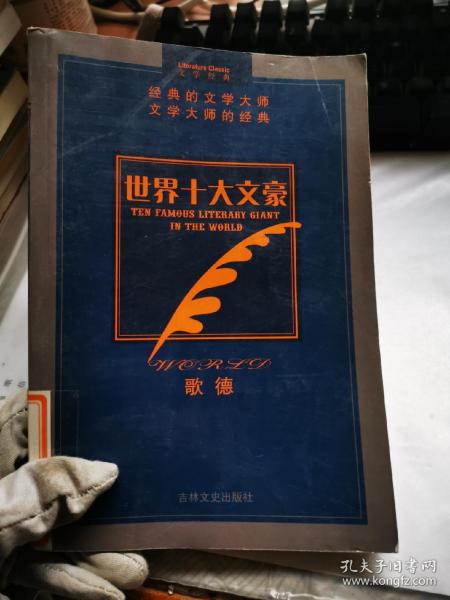 Literature Classic
文学经典
经典的文学大师
文学大师的经典
世界十大文豪
TEN FAMOUS LITERARY GIANT
IN THE WORLD
WORLD
歌德
吉林文史出版社
孔夫子旧书网
www.kongfz.com